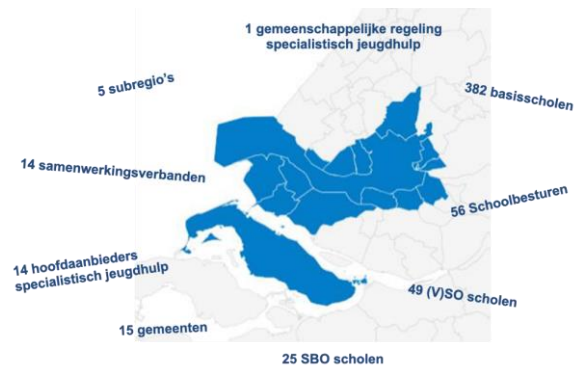 1 gemeenschappelijke regeling
specialistisch jeugdhulp
5 subregio's
382 basisscholen
14 samenwerkingsverbanden
56 Schoolbesturen
14 hoofdaanbieders
specialistisch jeugdhulp
49 (V)SO scholen
15 gemeenten
25 SBO scholen